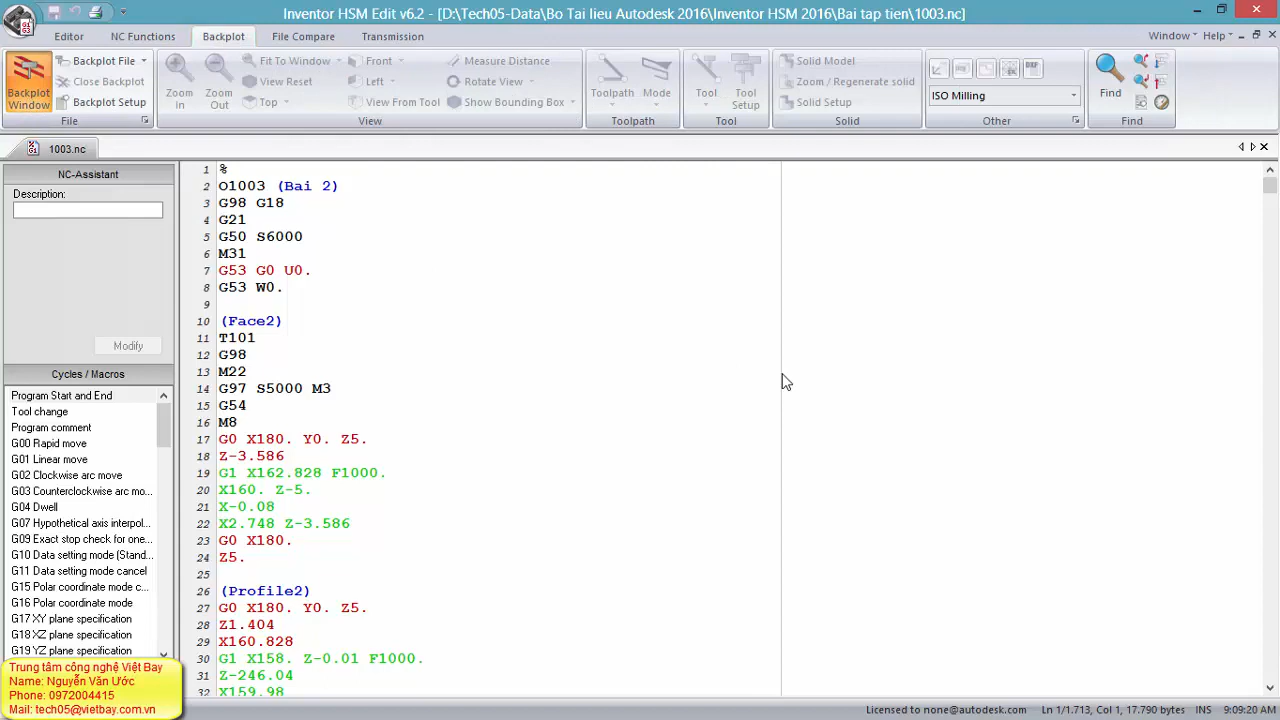 Inventor HSM Edit v6.2 - [D:\Tech05-Data\Bo Tai lieu Autodesk 2016\Inventor HSM 2016\Bai tap tien\1003.nc]
Editor NC Functions Backplot File Compare Transmission Window Help
Backplot Window
Backplot File
Close Backplot
Backplot Setup
File
Zoom In
Zoom Out
Fit To Window
View Reset
Top
Front
Left
View From Tool
Measure Distance
Rotate View
Show Bounding Box
View
Toolpath
Mode
Toolpath
Tool
Tool Setup
Tool
Solid Model
Zoom / Regenerate solid
Solid Setup
Solid
ISO Milling
Other
Find
Find
1003.nc
NC-Assistant
Description:
Modify
Cycles / Macros
Program Start and End
Tool change
Program comment
G00 Rapid move
G01 Linear move
G02 Clockwise arc move
G03 Counterclockwise arc mo...
G04 Dwell
G07 Hypothetical axis interpol...
G09 Exact stop check for one...
G10 Data setting mode (Stand...
G11 Data setting mode cancel
G15 Polar coordinate mode c...
G16 Polar coordinate mode
G17 XY plane specification
G18 XZ plane specification
G19 YZ plane specification
1 %
2 O1003 (Bai 2)
3 G98 G18
4 G21
5 G50 S6000
6 M31
7 G53 G0 U0.
8 G53 W0.
9
10 (Face2)
11 T101
12 G98
13 M22
14 G97 S5000 M3
15 G54
16 M8
17 G0 X180. Y0. Z5.
18 Z-3.586
19 G1 X162.828 F1000.
20 X160. Z-5.
21 X-0.08
22 X2.748 Z-3.586
23 G0 X180.
24 Z5.
25
26 (Profile2)
27 G0 X180. Y0. Z5.
28 Z1.404
29 X160.828
30 G1 X158. Z-0.01 F1000.
31 Z-246.04
32 X159.98
Trung tâm công nghệ Việt Bay
Name: Nguyễn Văn Ước
Phone: 0972004415
Mail: tech05@vietbay.com.vn
Licensed to none@autodesk.com Ln 1/1.713, Col 1, 17.790 bytes INS 9:09:20 AM